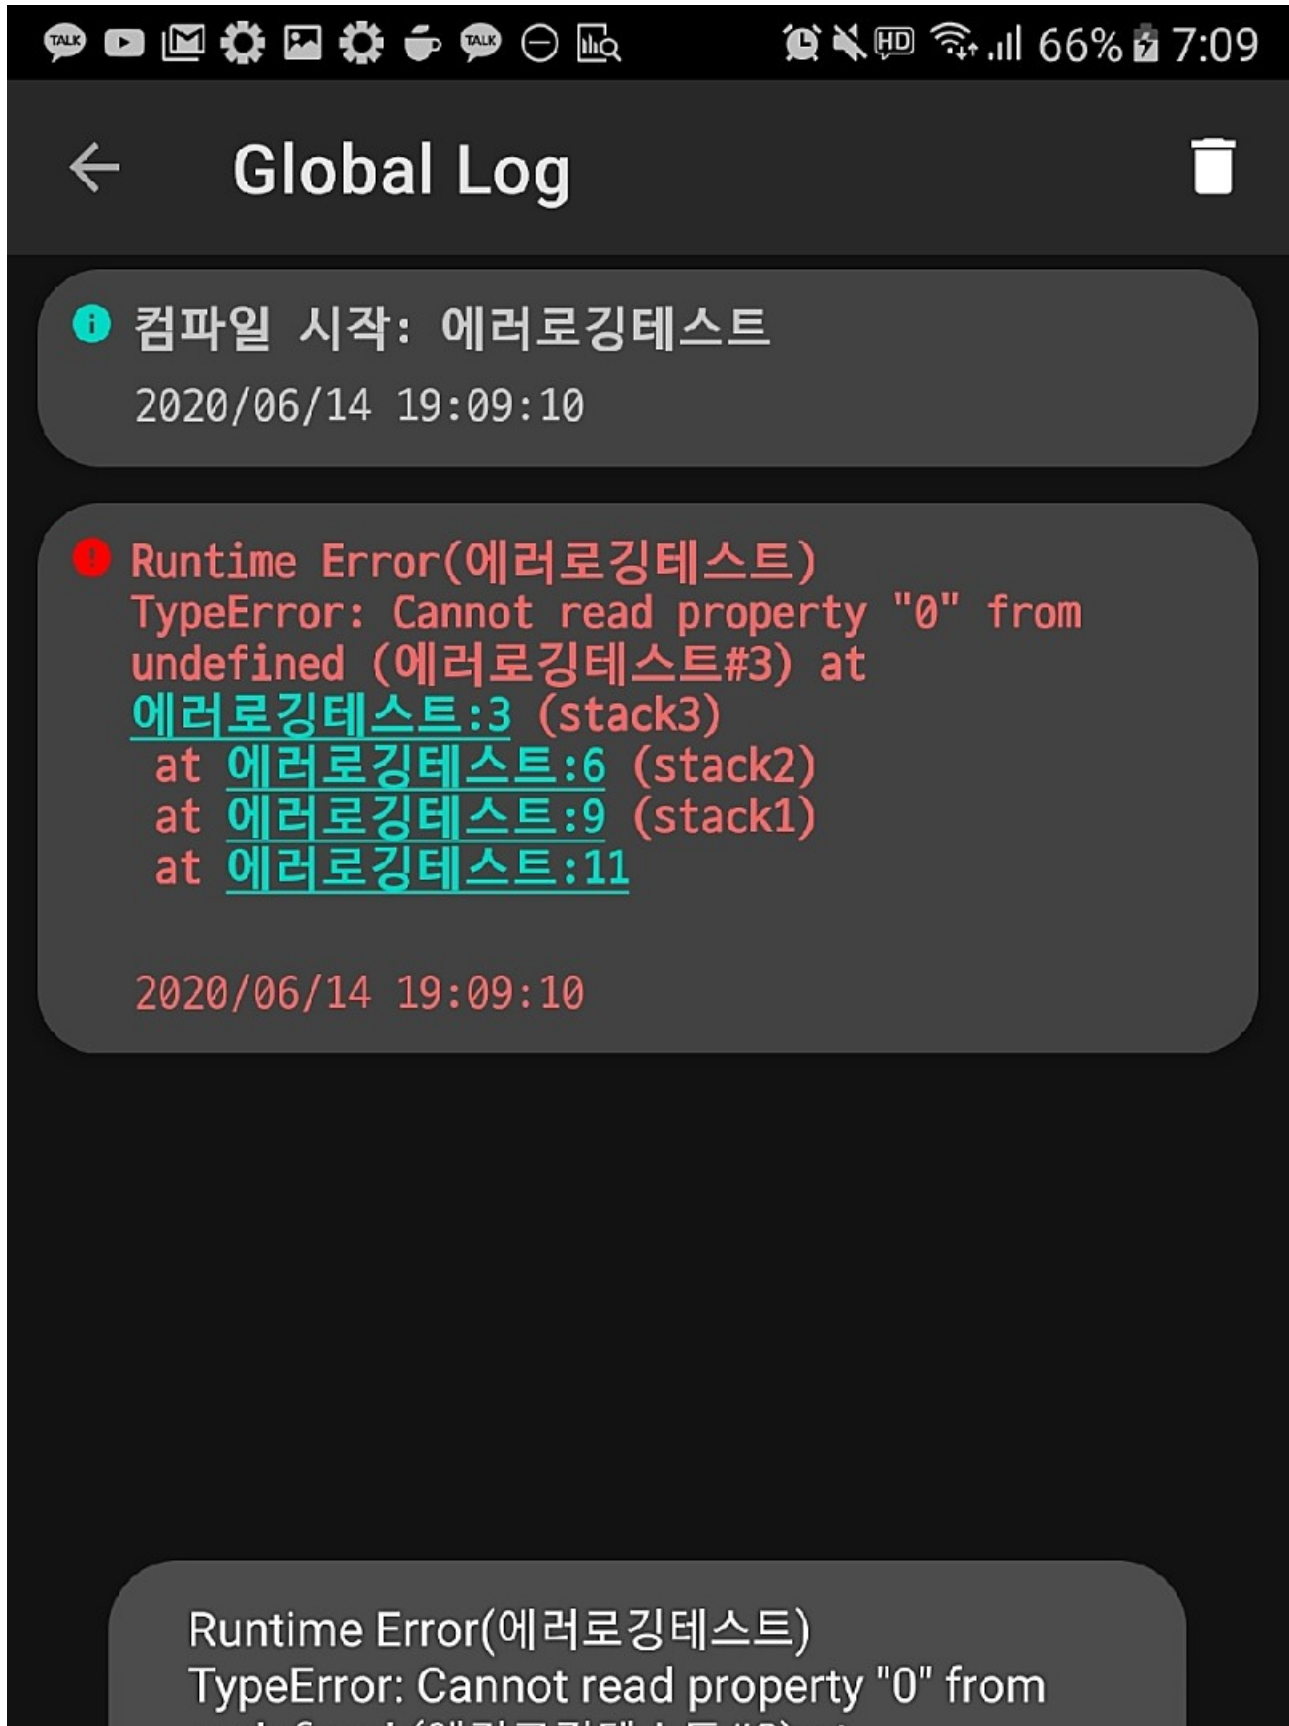 TALK TALK HD 66% 7:09
Global Log
컴파일 시작: 에러로깅테스트
2020/06/14 19:09:10
Runtime Error(에러로깅테스트)
TypeError: Cannot read property "0" from
undefined (에러로깅테스트#3) at
에러로깅테스트:3 (stack3)
at 에러로깅테스트:6 (stack2)
at 에러로깅테스트:9 (stack1)
at 에러로깅테스트:11
2020/06/14 19:09:10
Runtime Error(에러로깅테스트)
TypeError: Cannot read property "0" from